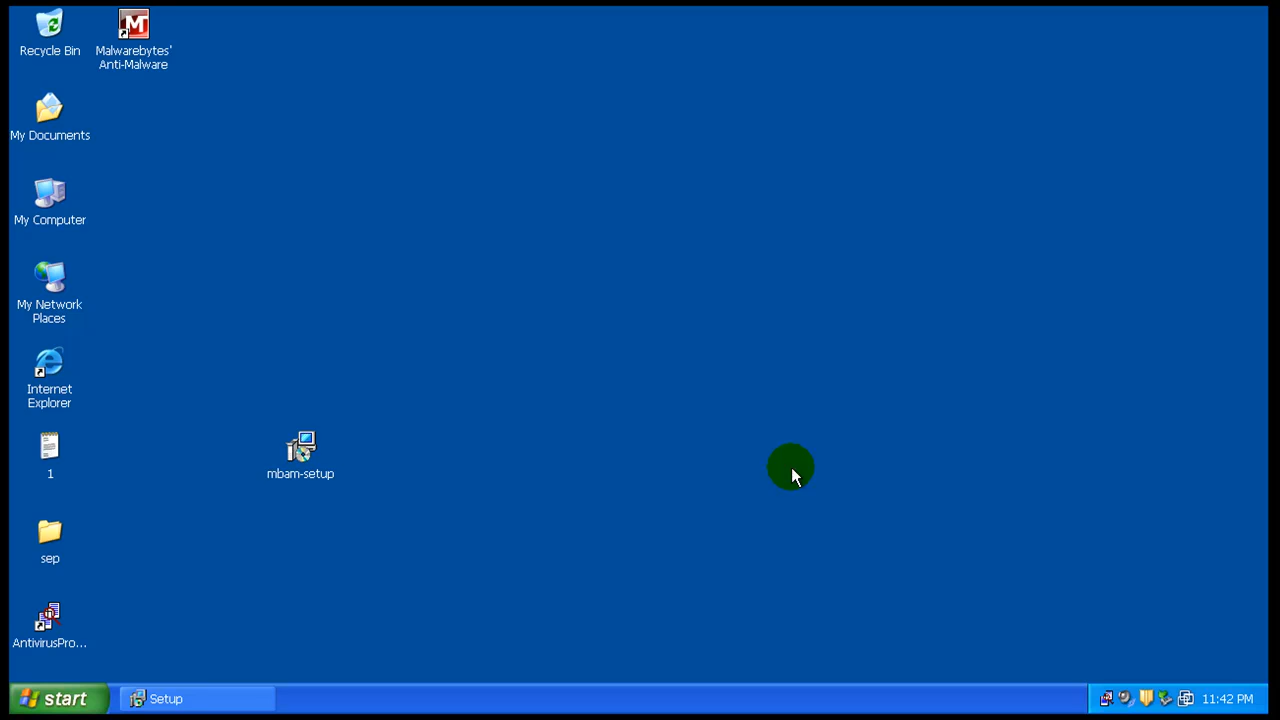 Recycle Bin
Malwarebytes'
Anti-Malware
My Documents
My Computer
My Network
Places
Internet
Explorer
1
mbam-setup
sep
AntivirusPro...
start
Setup
11:42 PM